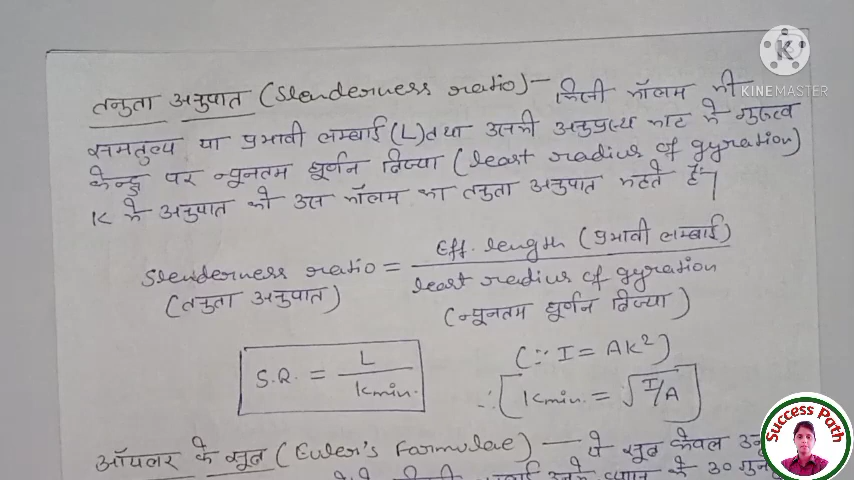 तनुता अनुपात (Slenderness ratio) - किसी कॉलम की
समतुल्य या प्रभावी लम्बाई (L) तथा उसकी अनुप्रस्थ काट के गुरुत्व
केन्द्र पर न्यूनतम घूर्णन त्रिज्या (least radius of gyration)
K के अनुपात को उस कॉलम का तनुता अनुपात कहते हैं।
Slenderness ratio = Eff. length (प्रभावी लम्बाई)
(तनुता अनुपात) least radius of gyration
(न्यूनतम घूर्णन त्रिज्या)
S.R. = L / Kmin.
(∵ I = AK²)
∴ [Kmin. = √I/A]
ऑयलर के सूत्र (Euler's Formulae) — ये सूत्र केवल
KINEMASTER
Success Path